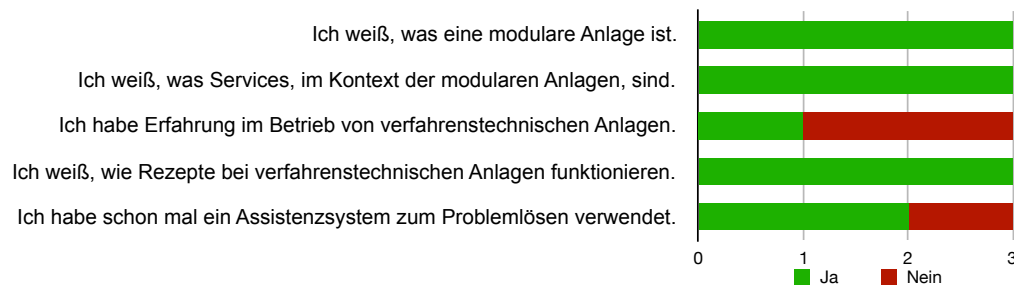 Ich weiß, was eine modulare Anlage ist.
Ich weiß, was Services, im Kontext der modularen Anlagen, sind.
Ich habe Erfahrung im Betrieb von verfahrenstechnischen Anlagen.
Ich weiß, wie Rezepte bei verfahrenstechnischen Anlagen funktionieren.
Ich habe schon mal ein Assistenzsystem zum Problemlösen verwendet.
0 1 2 3
Ja Nein